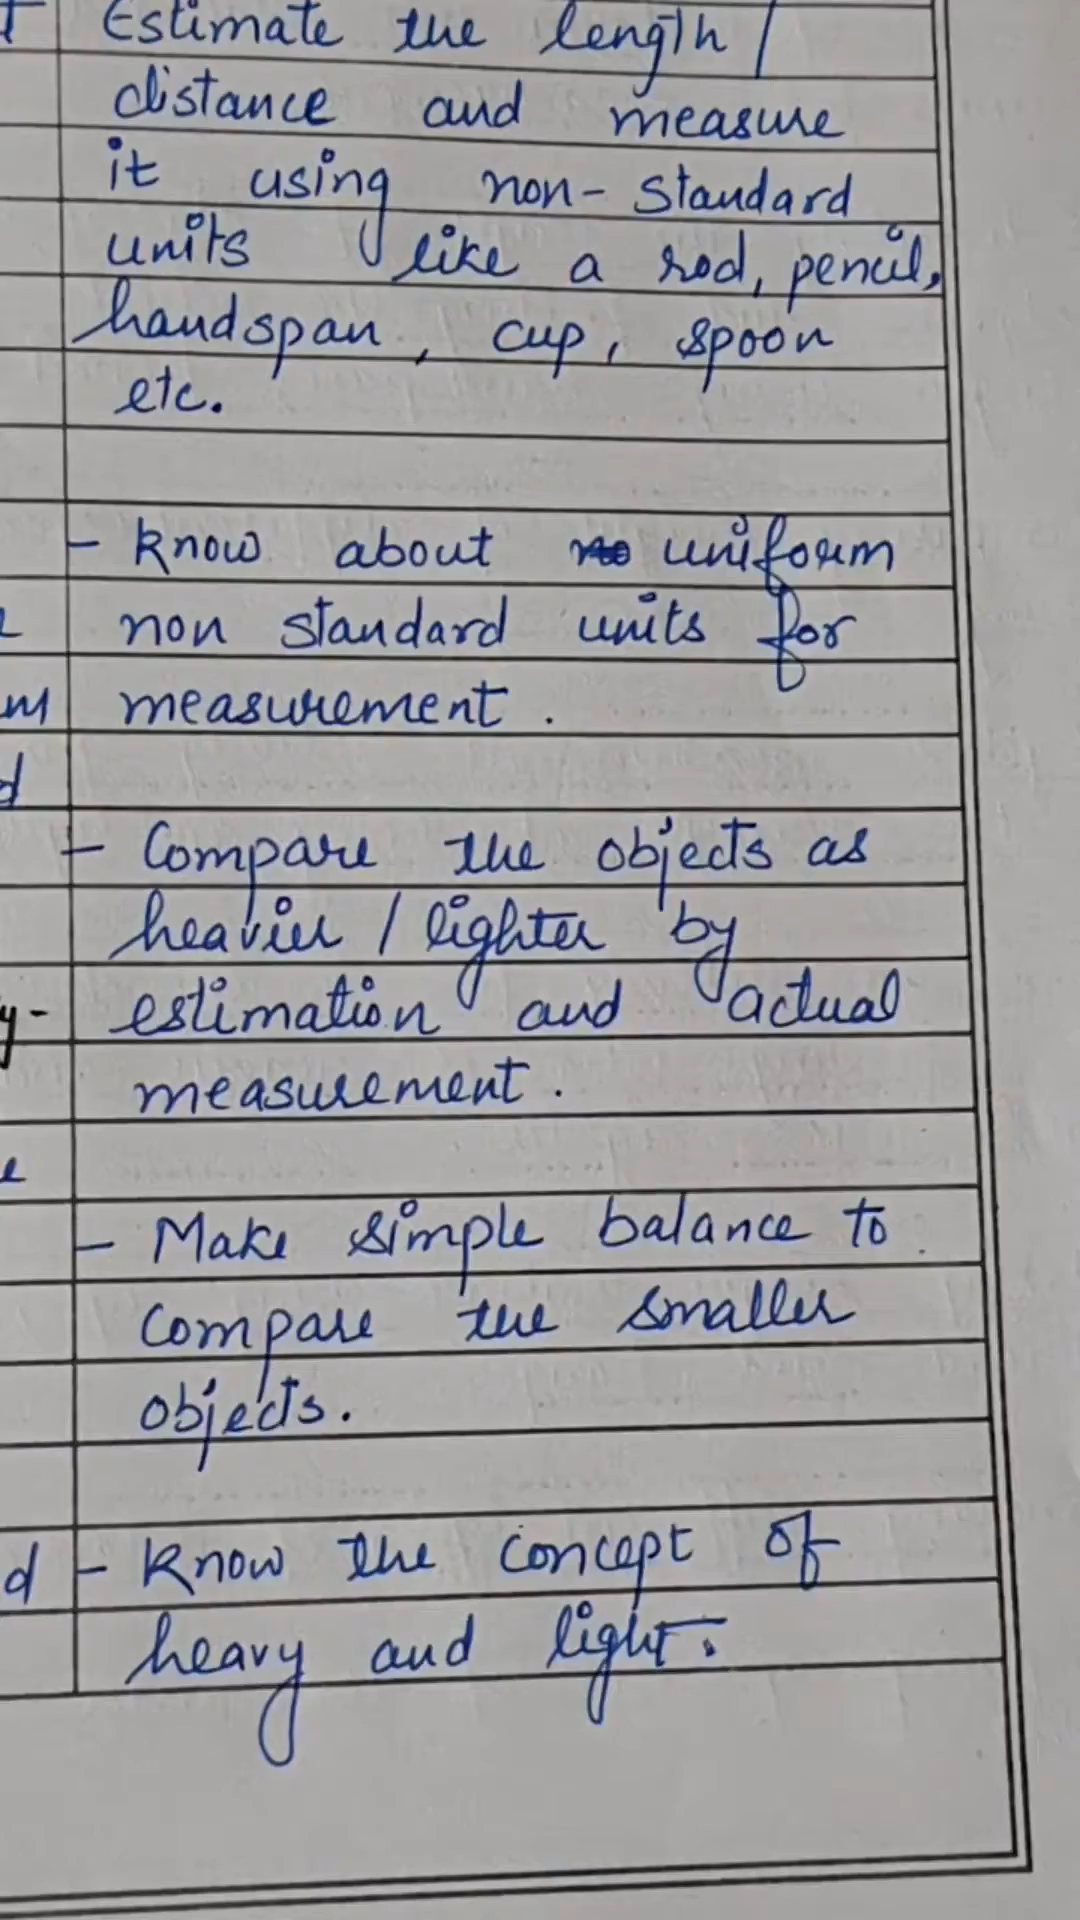 Estimate the length /
distance and measure
it using non-standard
units like a rod, pencil,
handspan, cup, spoon
etc.
- Know about uniform
non standard units for
measurement.
- Compare the objects as
heavier / lighter by
estimation and actual
measurement.
- Make simple balance to
compare the smaller
objects.
- Know the concept of
heavy and light.